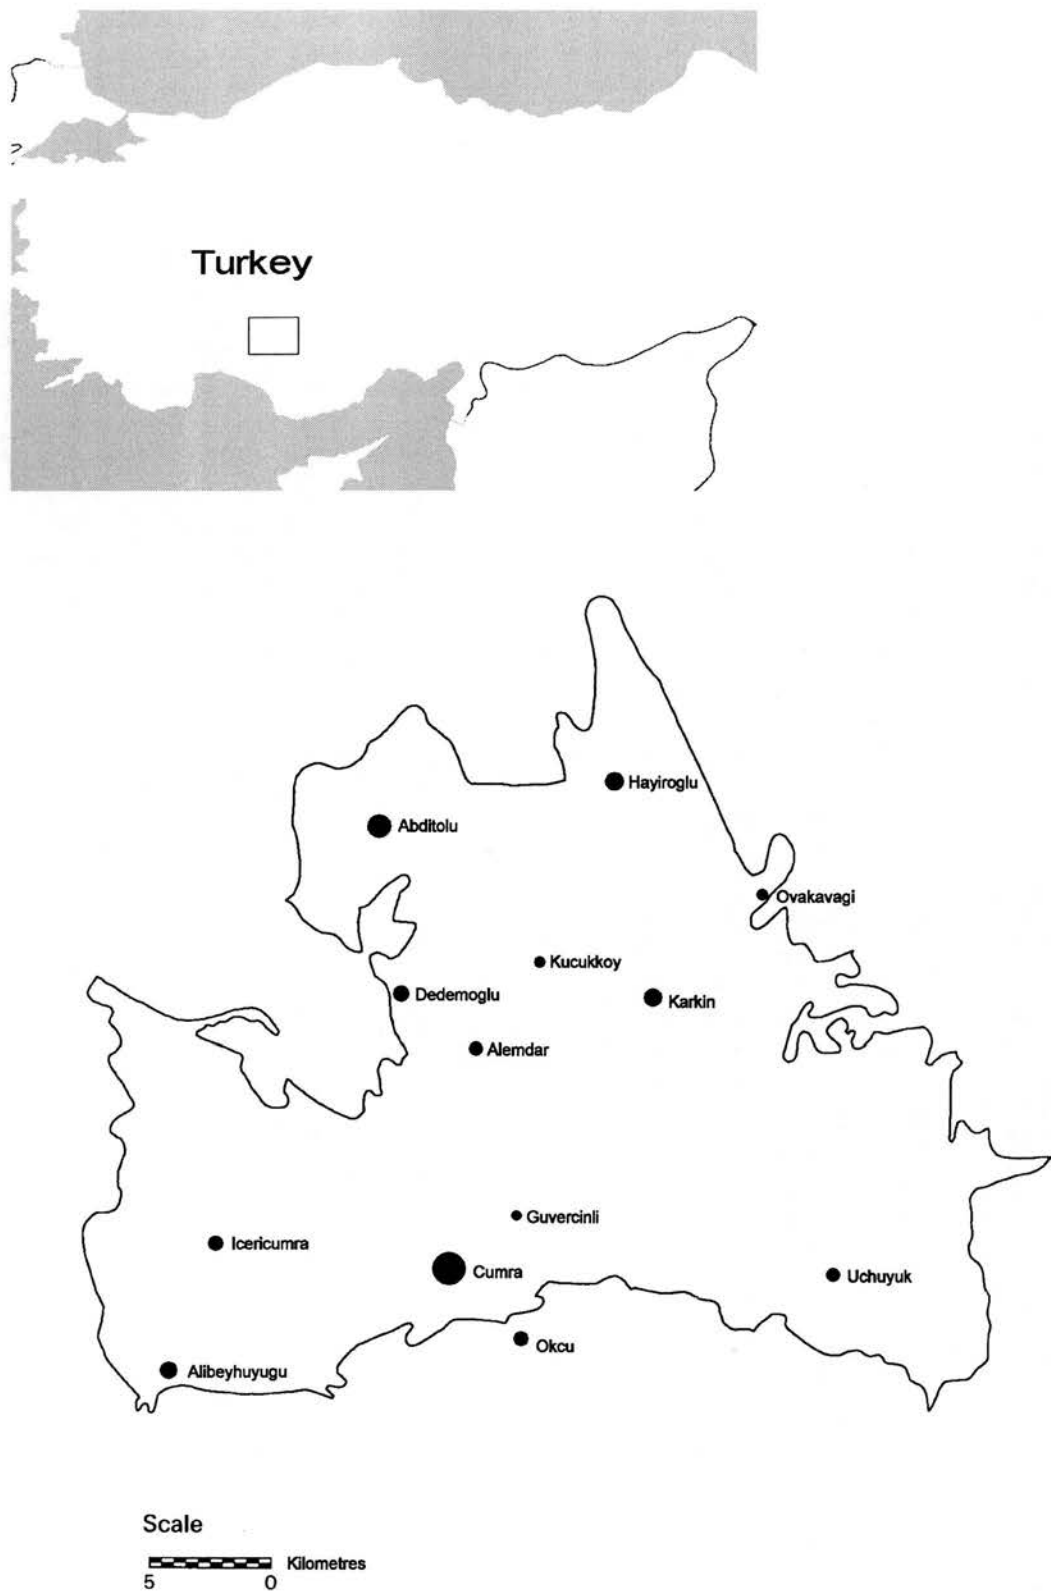 Turkey
Hayiroglu
Abditolu
Ovakavagi
Kucukkoy
Dedemoglu
Karkin
Alemdar
Guvercinli
Icericumra
Cumra
Uchuyuk
Okcu
Alibeyhuyugu
Scale
Kilometres
5 0